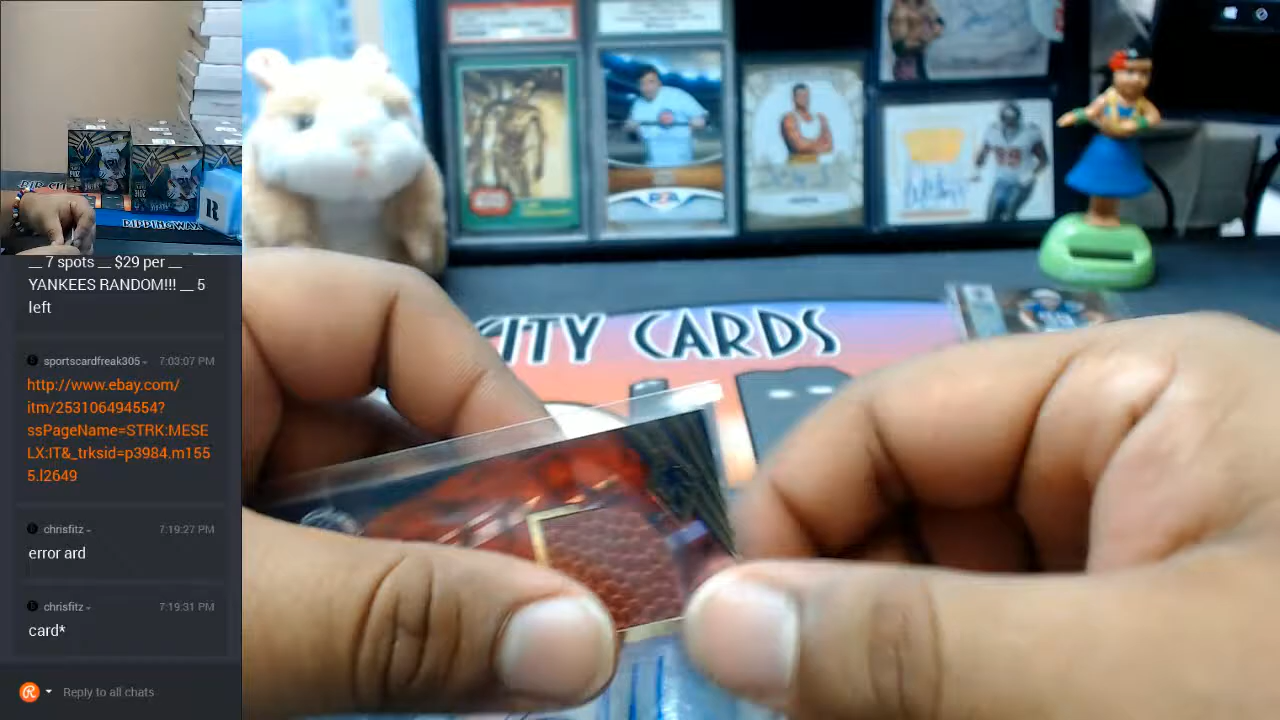 __ 7 spots __ $29 per __
YANKEES RANDOM!!! __ 5
left
sportscardfreak305 7:03:07 PM
http://www.ebay.com/
itm/253106494554?
ssPageName=STRK:MESE
LX:IT&_trksid=p3984.m155
5.l2649
chrisfitz 7:19:27 PM
error ard
chrisfitz 7:19:31 PM
card*
Reply to all chats
RIPPINGWAX
R
CITY CARDS